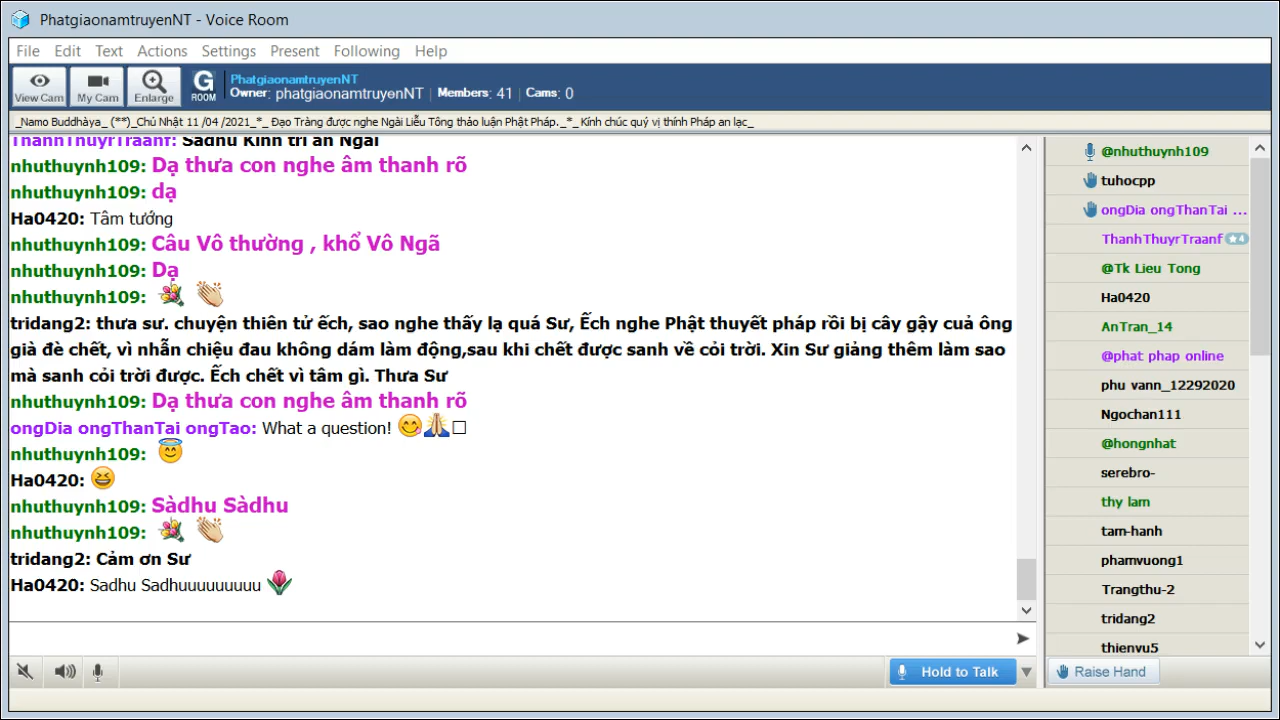 PhatgiaonamtruyenNT - Voice Room
File Edit Text Actions Settings Present Following Help
View Cam My Cam Enlarge G ROOM
PhatgiaonamtruyenNT
Owner: phatgiaonamtruyenNT | Members: 41 | Cams: 0
_Namo Buddhàya_ (**)_Chủ Nhật 11 /04 /2021_*_ Đạo Tràng được nghe Ngài Liễu Tông thảo luận Phật Pháp._*_ Kính chúc quý vị thính Pháp an lạc_
ThanhThuyrTraanf: Sadhu Kính tri ân Ngài
nhuthuynh109: Dạ thưa con nghe âm thanh rõ
nhuthuynh109: dạ
Ha0420: Tâm tướng
nhuthuynh109: Câu Vô thường , khổ Vô Ngã
nhuthuynh109: Dạ
nhuthuynh109:
tridang2: thưa sư. chuyện thiên tử ếch, sao nghe thấy lạ quá Sư, Ếch nghe Phật thuyết pháp rồi bị cây gậy cuả ông
già đè chết, vì nhẫn chiệu đau không dám làm động,sau khi chết được sanh về cỏi trời. Xin Sư giảng thêm làm sao
mà sanh cỏi trời được. Ếch chết vì tâm gì. Thưa Sư
nhuthuynh109: Dạ thưa con nghe âm thanh rõ
ongDia ongThanTai ongTao: What a question! 😋🙏□
nhuthuynh109: 😇
Ha0420: 😆
nhuthuynh109: Sàdhu Sàdhu
nhuthuynh109:
tridang2: Cảm ơn Sư
Ha0420: Sadhu Sadhuuuuuuuuu 🌷
Hold to Talk
@nhuthuynh109
tuhocpp
ongDia ongThanTai ...
ThanhThuyrTraanf ★4
@Tk Lieu Tong
Ha0420
AnTran_14
@phat phap online
phu vann_12292020
Ngochan111
@hongnhat
serebro-
thy lam
tam-hanh
phamvuong1
Trangthu-2
tridang2
thienvu5
Raise Hand